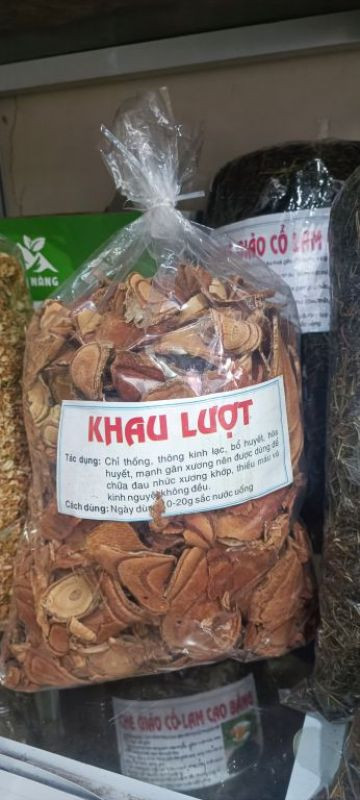 NÀNG
GIẢO CỔ LAM
KHAU LƯỢT
Tác dụng: Chỉ thống, thông kinh lạc, bổ huyết, hòa
huyết, mạnh gân xương nên được dùng để
chữa đau nhức xương khớp, thiếu máu và
kinh nguyệt không đều.
Cách dùng: Ngày dùng 10-20g sắc nước uống
CHÈ GIẢO CỔ LAM CAO BẰNG